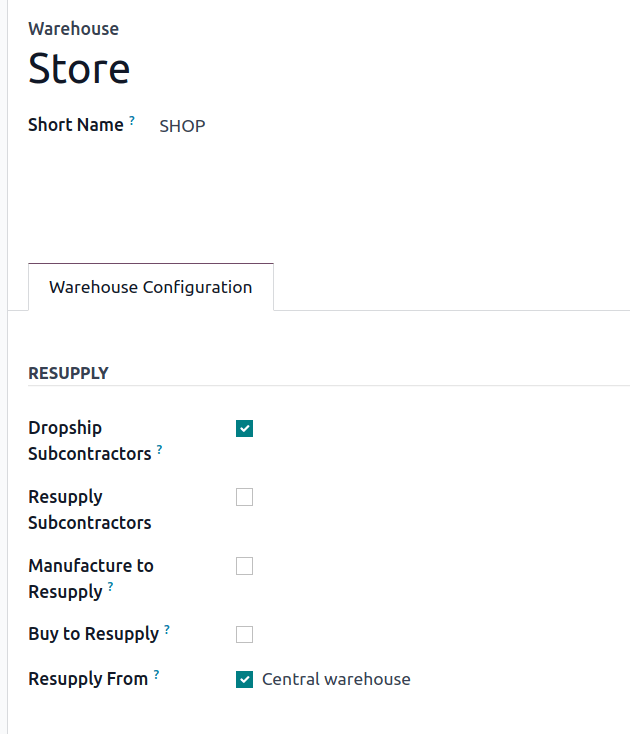 Warehouse
Store
Short Name ? SHOP
Warehouse Configuration
RESUPPLY
Dropship
Subcontractors ?
Resupply
Subcontractors
Manufacture to
Resupply ?
Buy to Resupply ?
Resupply From ? Central warehouse